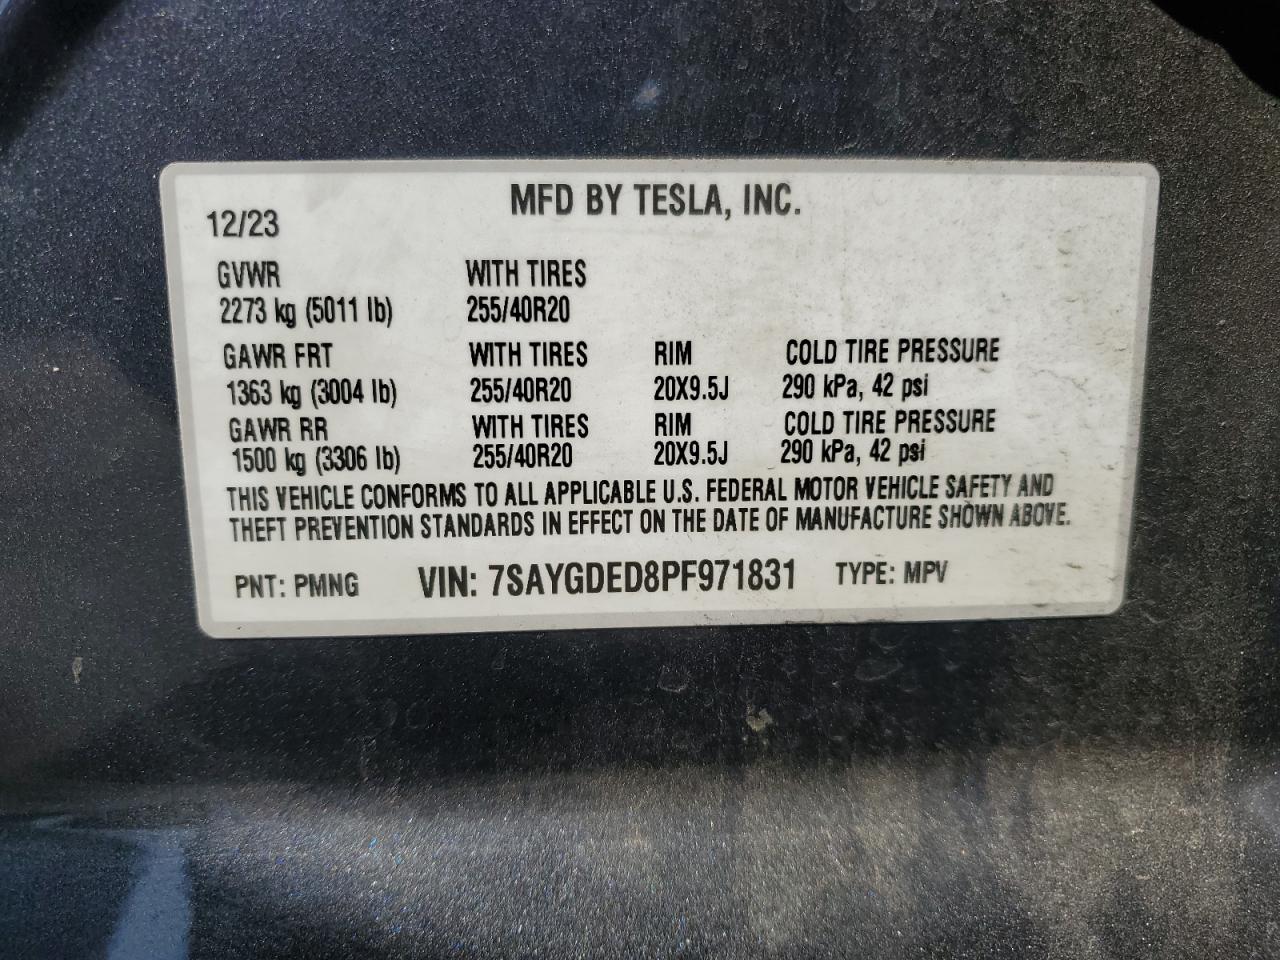 MFD BY TESLA, INC.
12/23
GVWR WITH TIRES
2273 kg (5011 lb) 255/40R20
GAWR FRT WITH TIRES RIM COLD TIRE PRESSURE
1363 kg (3004 lb) 255/40R20 20X9.5J 290 kPa, 42 psi
GAWR RR WITH TIRES RIM COLD TIRE PRESSURE
1500 kg (3306 lb) 255/40R20 20X9.5J 290 kPa, 42 psi
THIS VEHICLE CONFORMS TO ALL APPLICABLE U.S. FEDERAL MOTOR VEHICLE SAFETY AND
THEFT PREVENTION STANDARDS IN EFFECT ON THE DATE OF MANUFACTURE SHOWN ABOVE.
PNT: PMNG VIN: 7SAYGDED8PF971831 TYPE: MPV